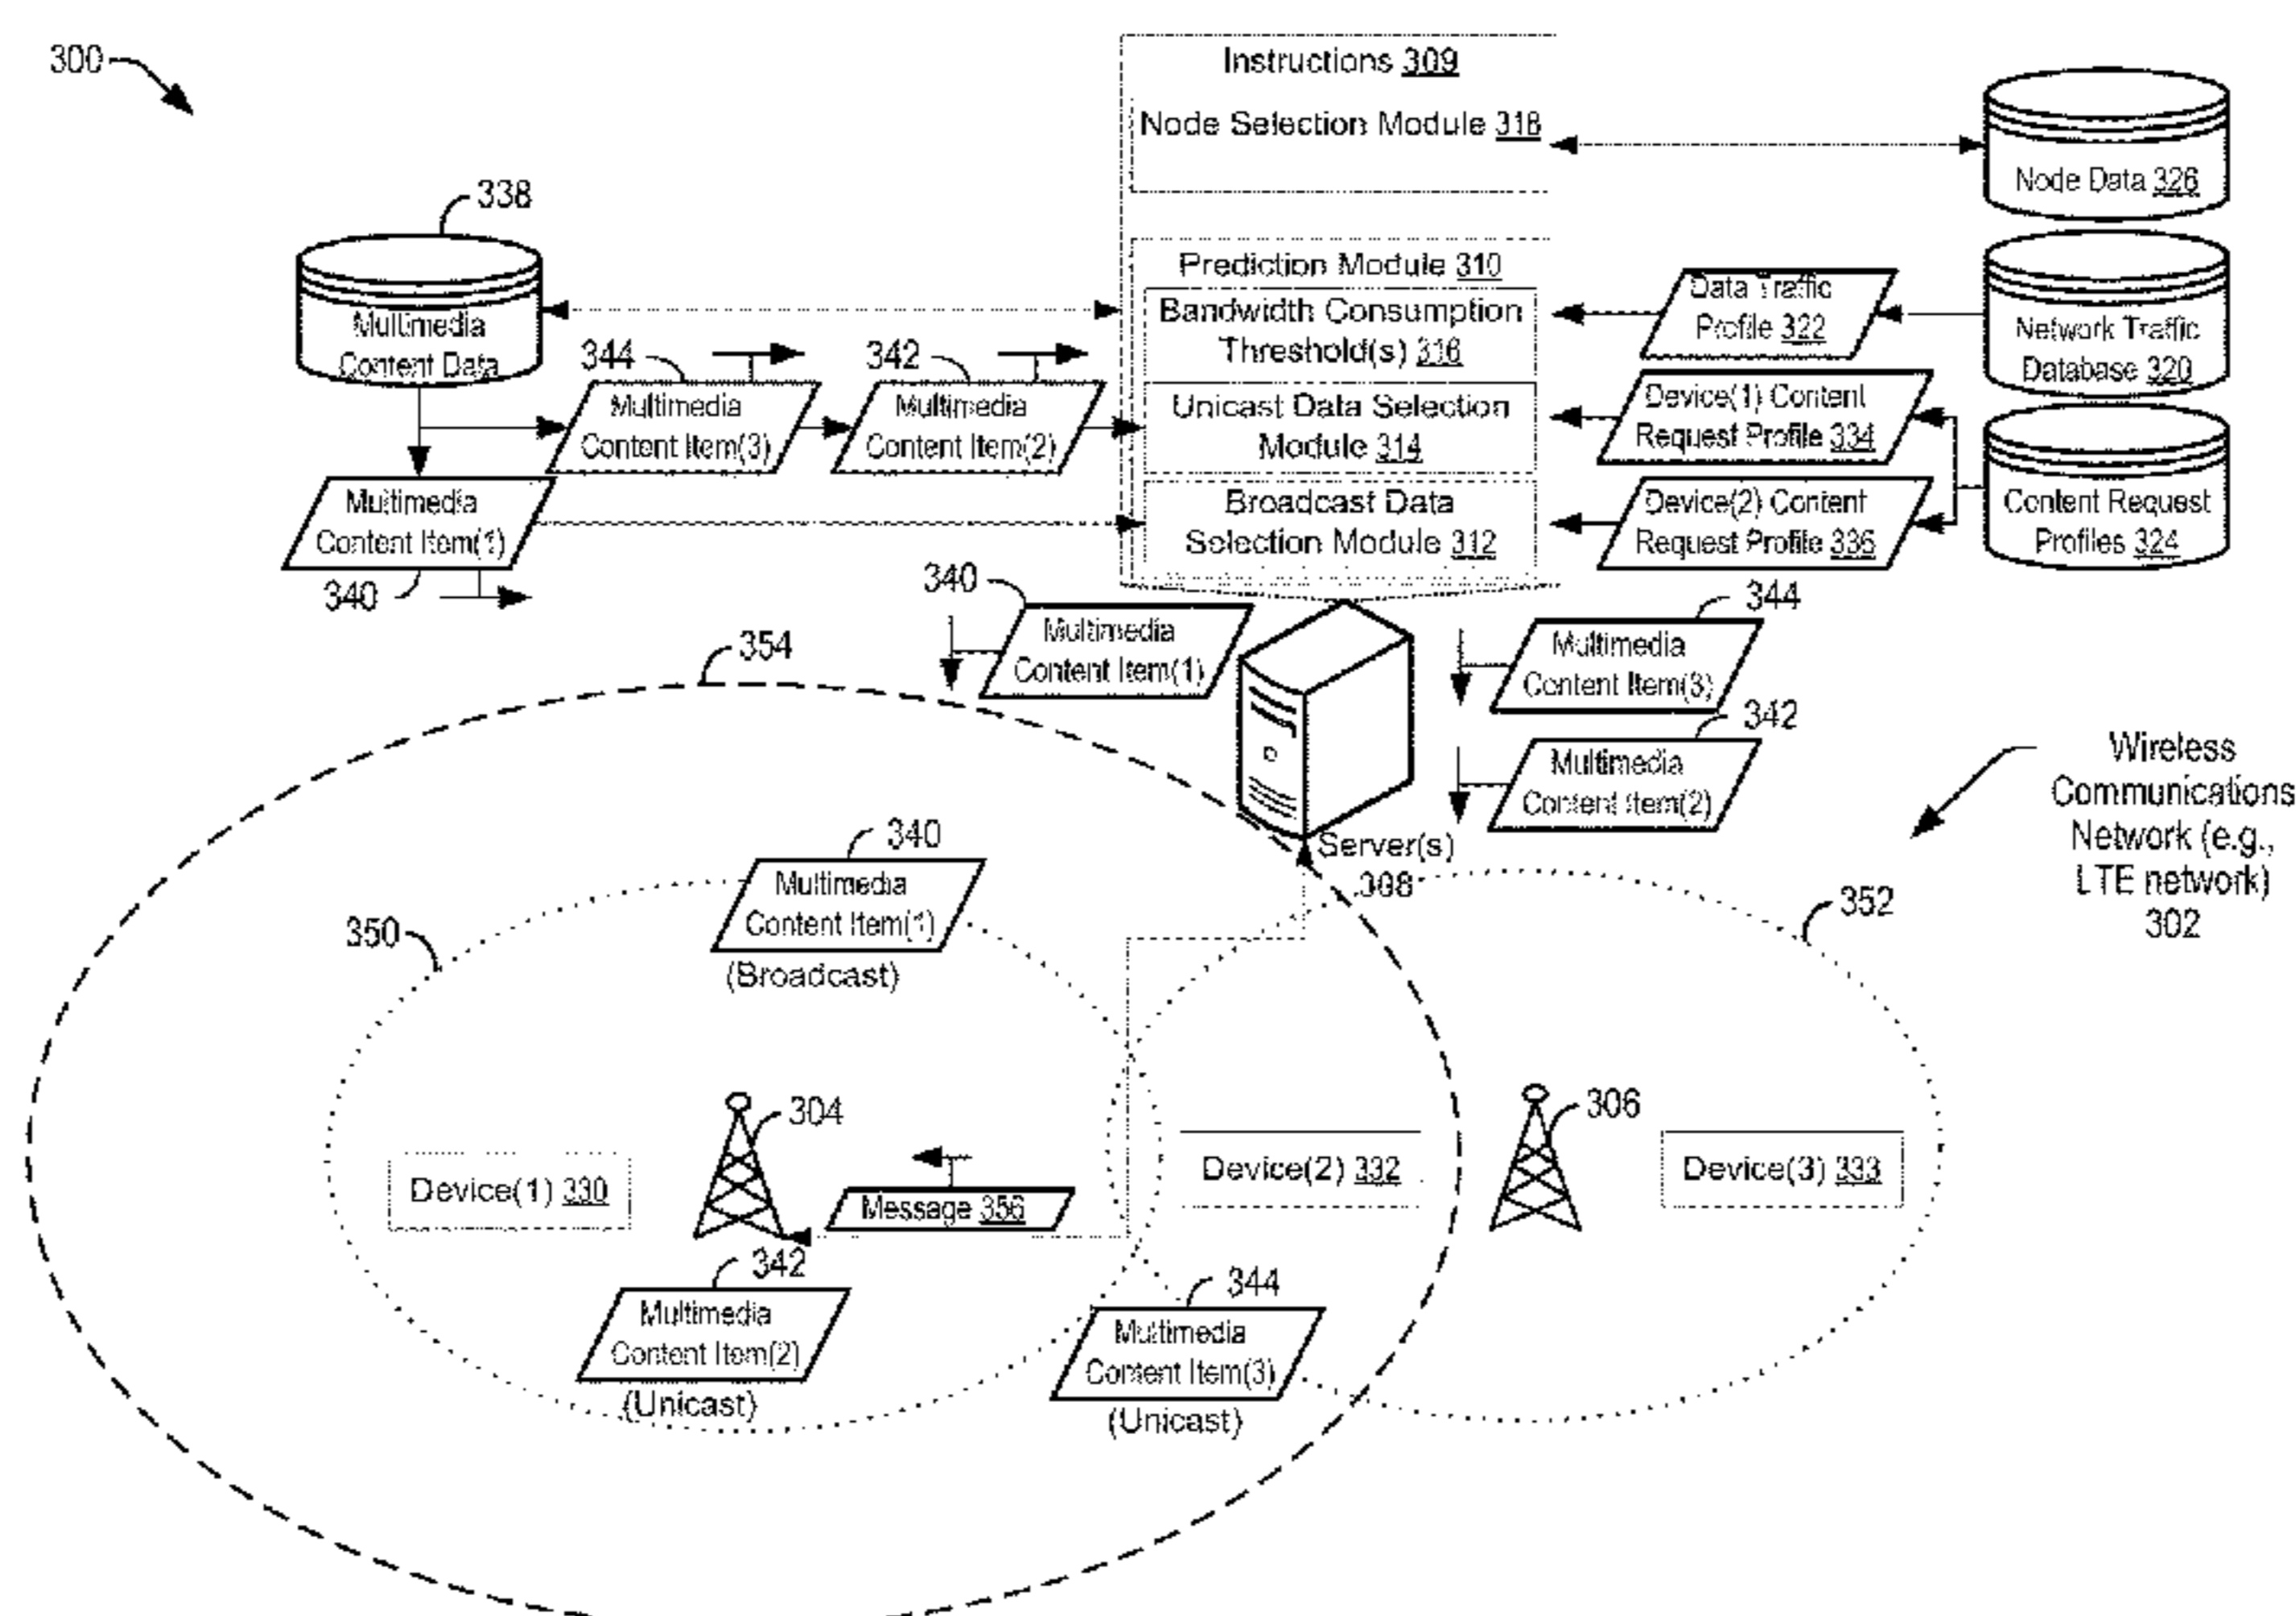 300
Instructions 309
Node Selection Module 318
Node Data 326
338
Multimedia
Content Data
Prediction Module 310
Bandwidth Consumption
Threshold(s) 316
Data Traffic
Profile 322
Network Traffic
Database 320
344
342
Multimedia
Content Item(3)
Multimedia
Content Item(2)
Unicast Data Selection
Module 314
Device(1) Content
Request Profile 334
Multimedia
Content Item(1)
340
Broadcast Data
Selection Module 312
Device(2) Content
Request Profile 336
Content Request
Profiles 324
340
Multimedia
Content Item(1)
344
Multimedia
Content Item(3)
342
Multimedia
Content Item(2)
354
Server(s)
308
Wireless
Communications
Network (e.g.,
LTE network)
302
340
Multimedia
Content Item(1)
(Broadcast)
350
352
304
306
Device(1) 330
Message 356
Device(2) 332
Device(3) 333
342
Multimedia
Content Item(2)
(Unicast)
344
Multimedia
Content Item(3)
(Unicast)